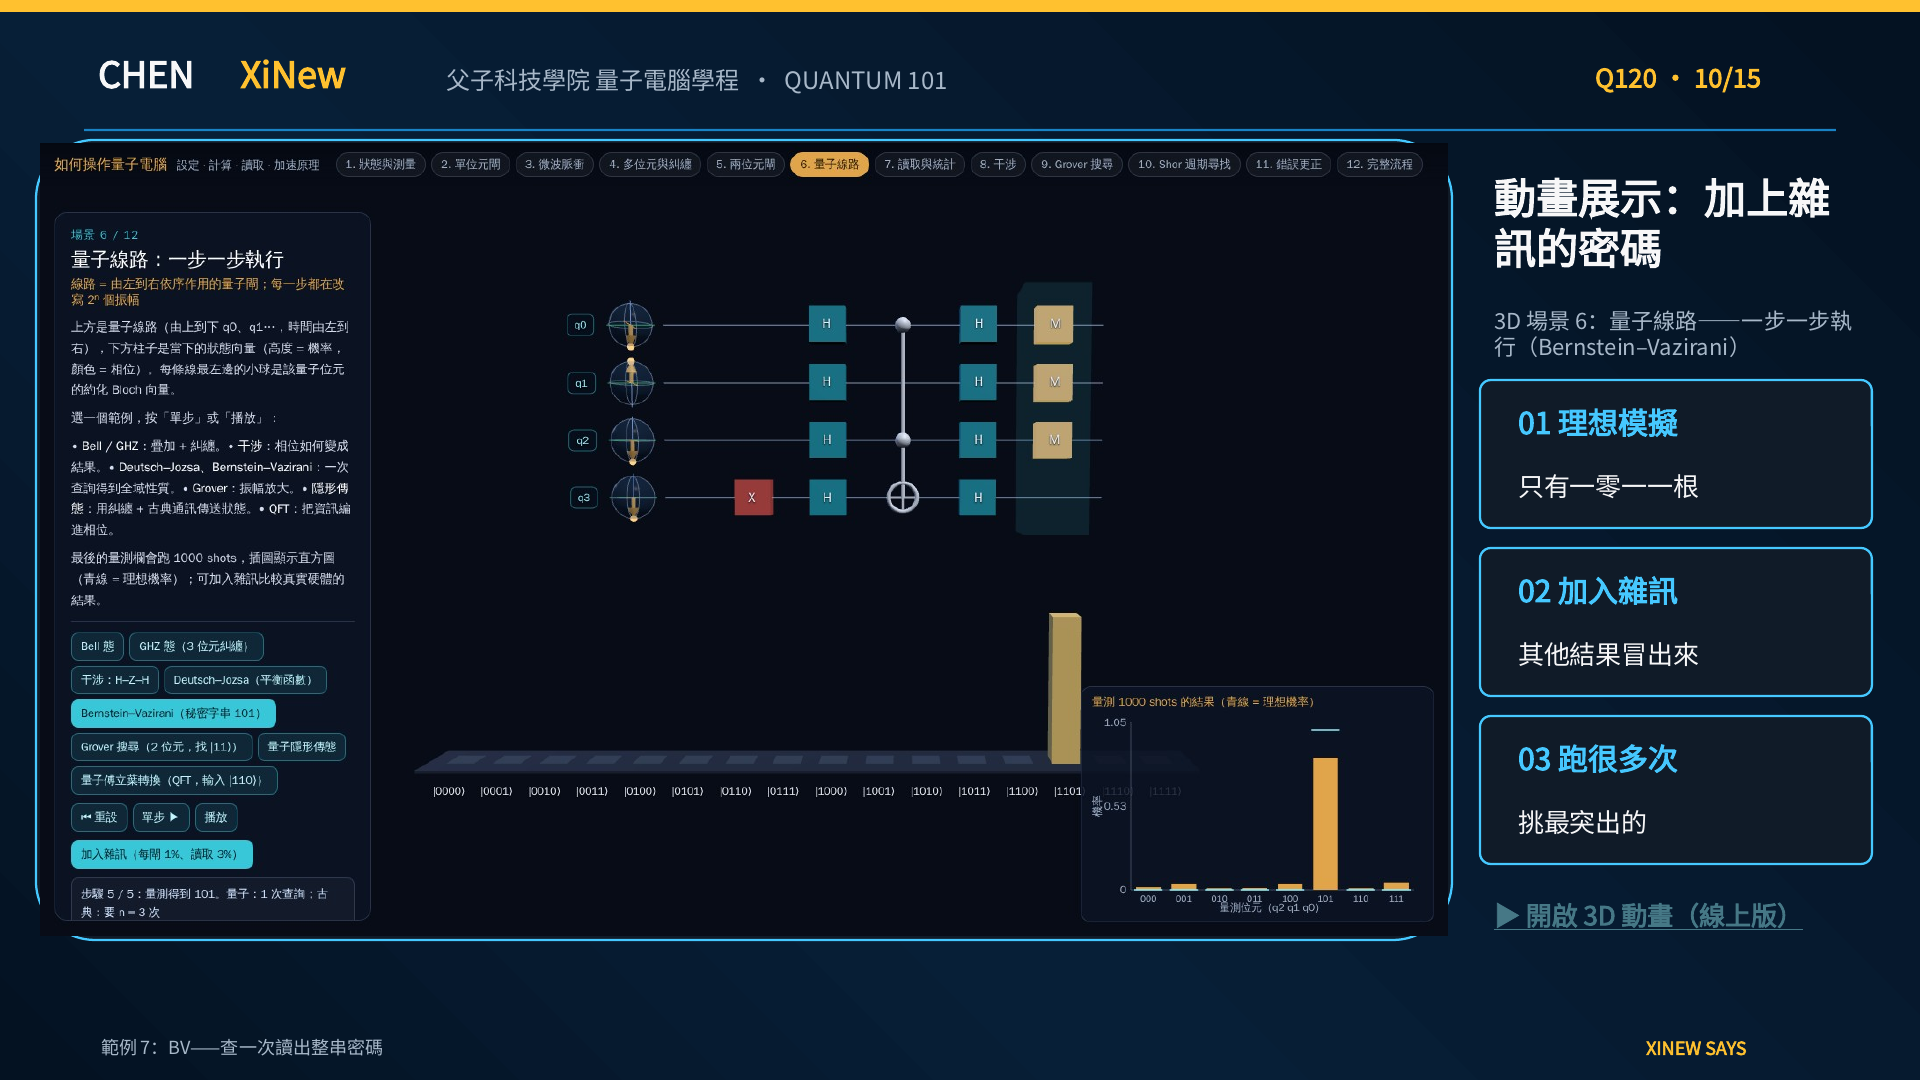 CHEN XiNew 父子科技學院 量子電腦學程 · QUANTUM 101 Q120 · 10/15
如何操作量子電腦 設定 · 計算 · 讀取 · 加速原理 1. 狀態與測量 2. 單位元閘 3. 微波脈衝 4. 多位元與糾纏 5. 兩位元閘 6. 量子線路 7. 讀取與統計 8. 干涉 9. Grover 搜尋 10. Shor 週期尋找 11. 錯誤更正 12. 完整流程
場景 6 / 12
量子線路：一步一步執行
線路 = 由左到右依序作用的量子閘；每一步都在改
寫 2ⁿ 個振幅
上方是量子線路（由上到下 q0、q1⋯，時間由左到
右），下方柱子是當下的狀態向量（高度 = 機率，
顏色 = 相位）。每條線最左邊的小球是該量子位元
的約化 Bloch 向量。
選一個範例，按「單步」或「播放」：
• Bell / GHZ：疊加 + 糾纏。• 干涉：相位如何變成
結果。• Deutsch–Jozsa、Bernstein–Vazirani：一次
查詢得到全域性質。• Grover：振幅放大。• 隱形傳
態：用糾纏 + 古典通訊傳送狀態。• QFT：把資訊編
進相位。
最後的量測欄會跑 1000 shots，插圖顯示直方圖
（青線 = 理想機率）；可加入雜訊比較真實硬體的
結果。
Bell 態 GHZ 態（3 位元糾纏）
干涉：H–Z–H Deutsch–Jozsa（平衡函數）
Bernstein–Vazirani（秘密字串 101）
Grover 搜尋（2 位元，找 |11⟩） 量子隱形傳態
量子傅立葉轉換（QFT，輸入 |110⟩）
⏮ 重設 單步 ▶ 播放
加入雜訊（每閘 1%、讀取 3%）
步驟 5 / 5：量測得到 101。量子：1 次查詢；古
典：要 n = 3 次
q0 H H M
q1 H H M
q2 H H M
q3 X H H
|0000⟩ |0001⟩ |0010⟩ |0011⟩ |0100⟩ |0101⟩ |0110⟩ |0111⟩ |1000⟩ |1001⟩ |1010⟩ |1011⟩ |1100⟩ |1101 |1110⟩ |1111⟩
量測 1000 shots 的結果（青線 = 理想機率）
1.05
0.53
0
機率
000 001 010 011 100 101 110 111
量測位元（q2 q1 q0）
動畫展示：加上雜
訊的密碼
3D 場景 6：量子線路——一步一步執
行（Bernstein–Vazirani）
01 理想模擬
只有一零一一根
02 加入雜訊
其他結果冒出來
03 跑很多次
挑最突出的
▶ 開啟 3D 動畫（線上版）
範例 7：BV——查一次讀出整串密碼
XINEW SAYS